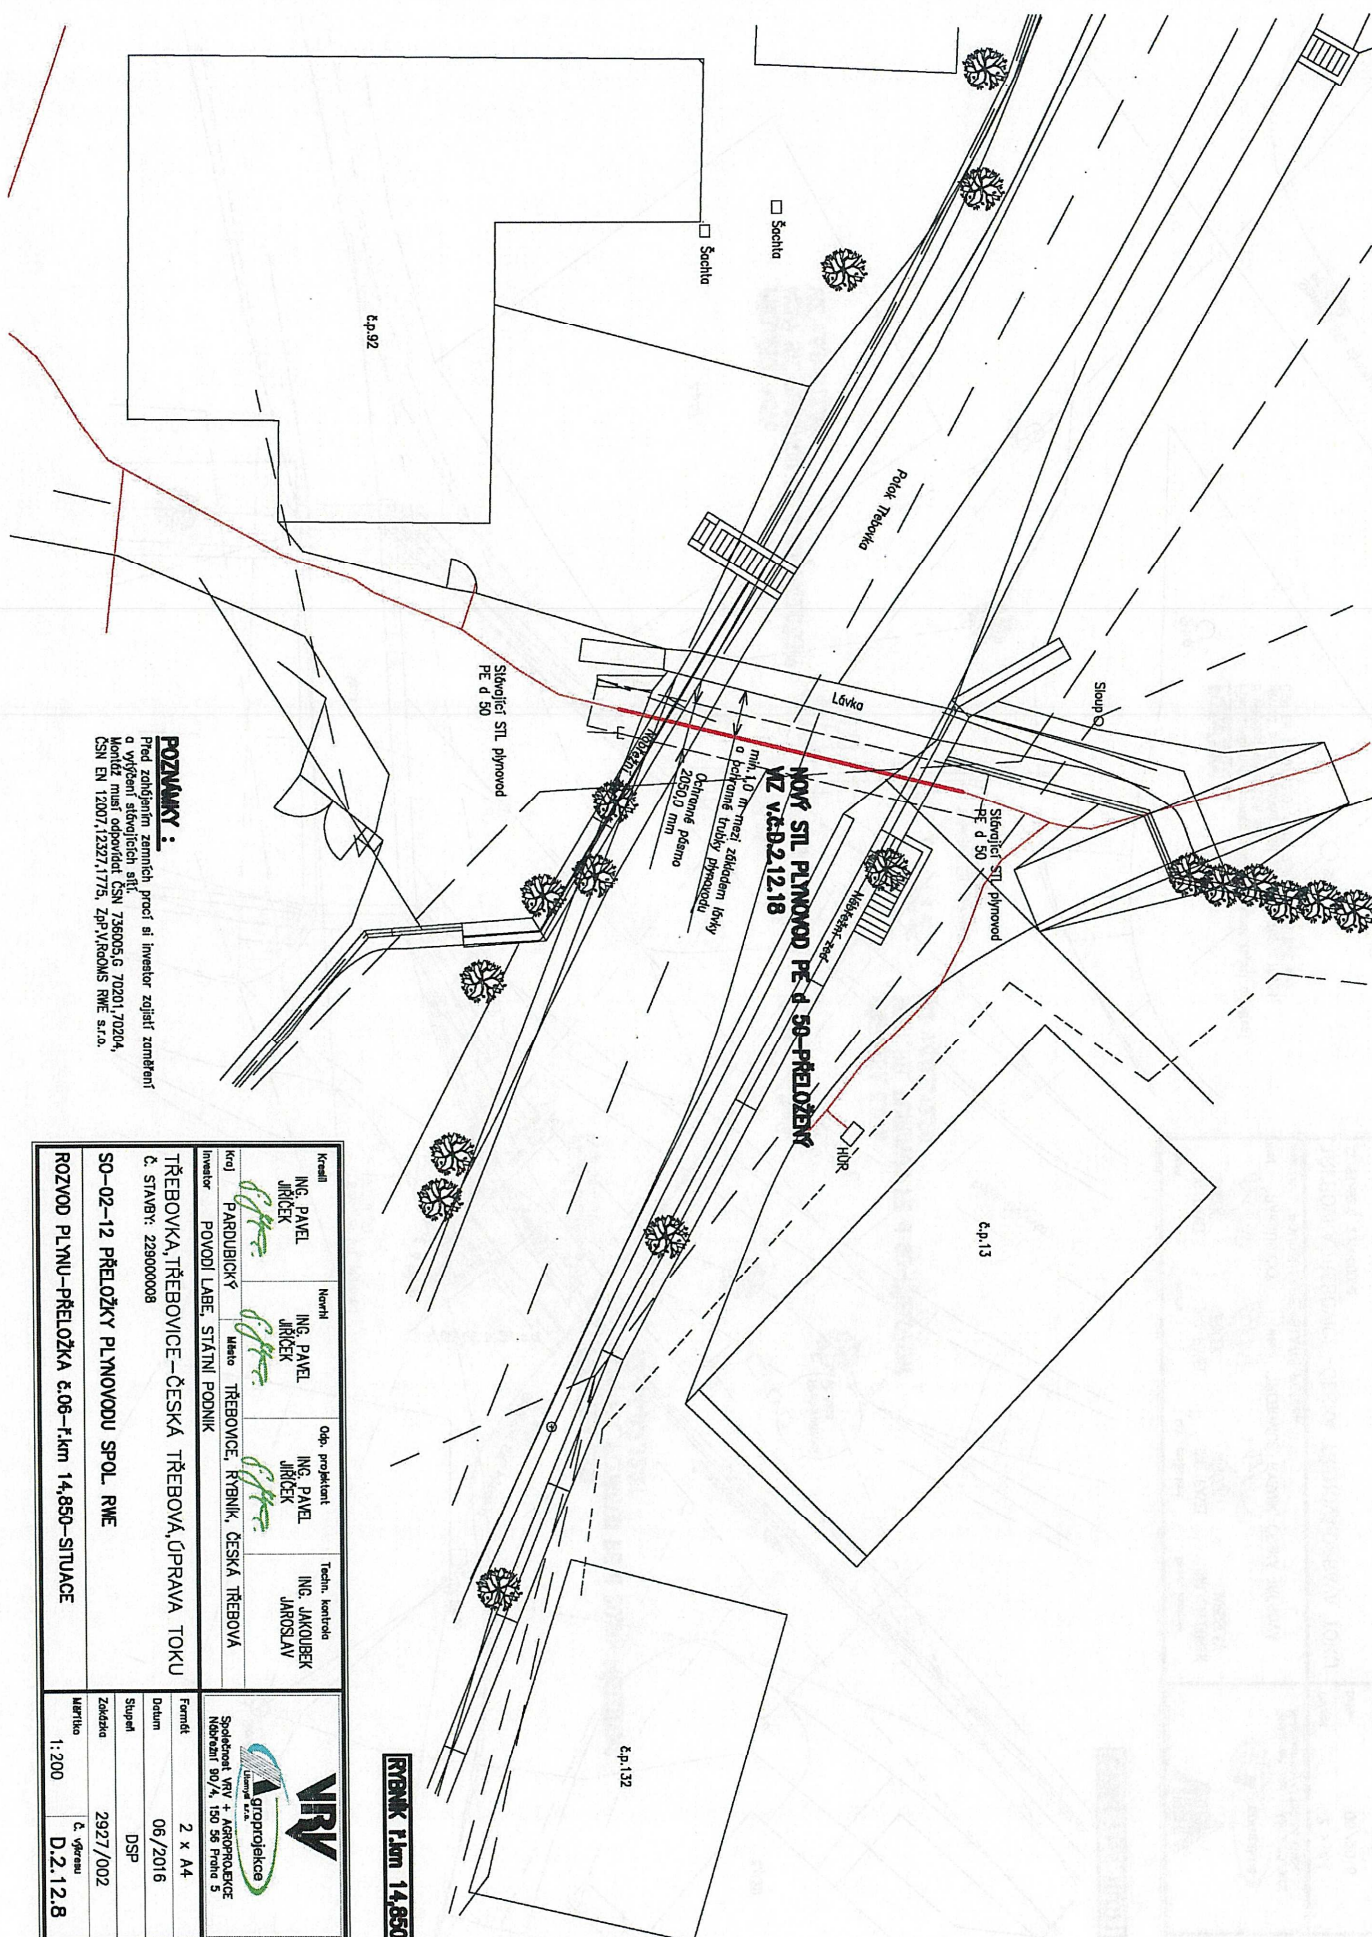 Šachta
Šachta
č.p.92
Potok Třebovka
Sloup
Lávka
Stávající STL plynovod
PE d 50
Stávající STL plynovod
PE d 50
NOVÝ STL PLYNOVOD PE d 50-PŘELOŽENÝ
VIZ v.č.D.2.12.18
min. 1,0 m mezi základem lávky
a ochranné trubky plynovodu
Ochranné pásmo
2050,0 mm
Nábřežní
Nábřežní zeď
HUR
č.p.13
č.p.132
POZNÁMKY :
Před zahájením zemních prací si investor zajistí zaměření
a vytýčení stávajících sítí.
Montáž musí odpovídat ČSN 736005,G 70201,70204,
ČSN EN 12007,12327,1775, ZpP,VŘaOMS RWE s.r.o.
RYBNÍK ř.km 14,850
Kreslil
ING. PAVEL
JIŘÍČEK
Navrhl
ING. PAVEL
JIŘÍČEK
Odp. projektant
ING. PAVEL
JIŘÍČEK
Techn. kontrola
ING. JAKOUBEK
JAROSLAV
Kraj PARDUBICKÝ
Město TŘEBOVICE, RYBNÍK, ČESKÁ TŘEBOVÁ
Investor POVODÍ LABE, STÁTNÍ PODNIK
TŘEBOVKA,TŘEBOVICE-ČESKÁ TŘEBOVÁ,ÚPRAVA TOKU
Č. STAVBY: 229000008
SO-02-12 PŘELOŽKY PLYNOVODU SPOL. RWE
ROZVOD PLYNU-PŘELOŽKA č.06-ř.km 14,850-SITUACE
VRV
Agroprojekce
Litomyšl s.r.o.
Společnost VRV + AGROPROJEKCE
Nábřežní 90/4, 150 56 Praha 5
Formát 2 x A4
Datum 06/2016
Stupeň DSP
Zakázka 2927/002
Měřítko 1:200
Č. výkresu D.2.12.8